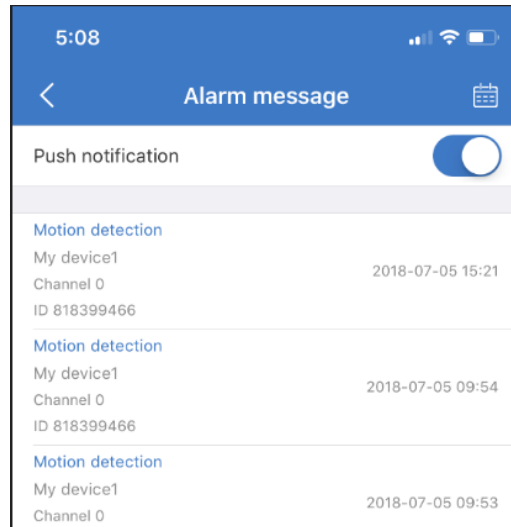 5:08
Alarm message
Push notification
Motion detection
My device1
2018-07-05 15:21
Channel 0
ID 818399466
Motion detection
My device1
2018-07-05 09:54
Channel 0
ID 818399466
Motion detection
My device1
2018-07-05 09:53
Channel 0